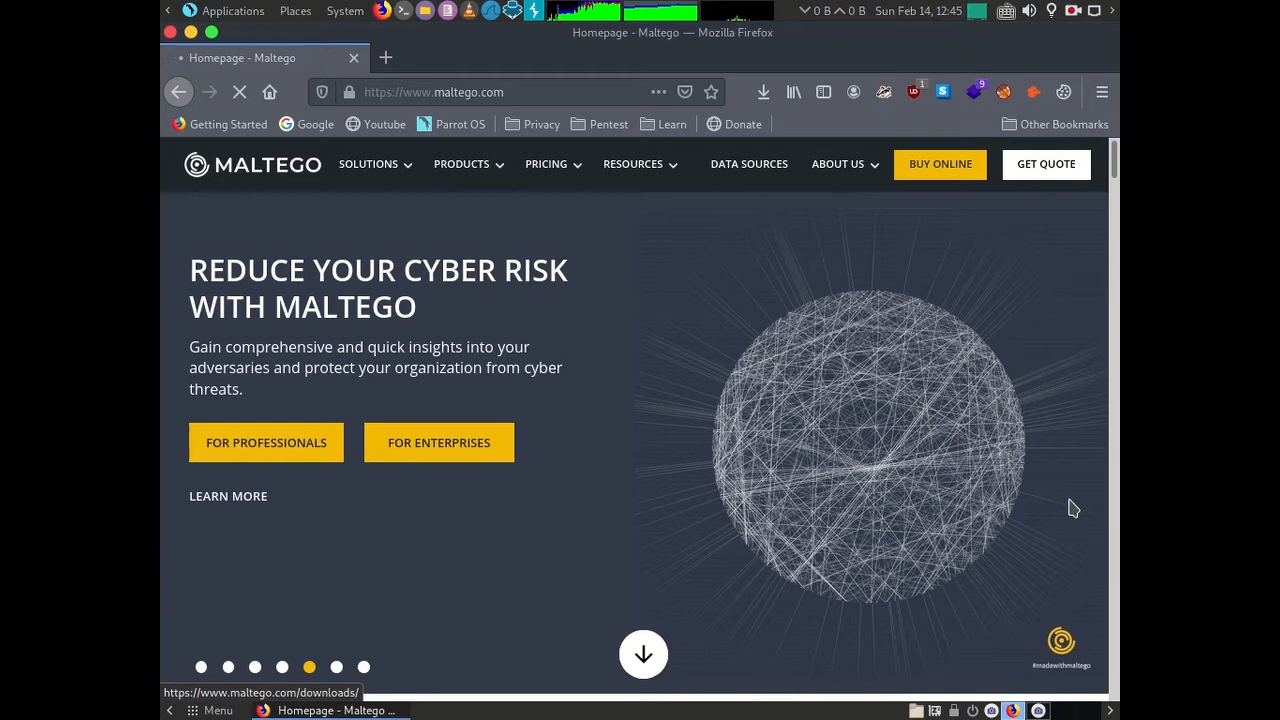 Applications Places System 0 B 0 B Sun Feb 14, 12:45
Homepage - Maltego — Mozilla Firefox
Homepage - Maltego
https://www.maltego.com 1 9
Getting Started Google Youtube Parrot OS Privacy Pentest Learn Donate Other Bookmarks
MALTEGO SOLUTIONS PRODUCTS PRICING RESOURCES DATA SOURCES ABOUT US BUY ONLINE GET QUOTE
REDUCE YOUR CYBER RISK
WITH MALTEGO
Gain comprehensive and quick insights into your
adversaries and protect your organization from cyber
threats.
FOR PROFESSIONALS FOR ENTERPRISES
LEARN MORE
#madewithmaltego
https://www.maltego.com/downloads/
Menu Homepage - Maltego ...